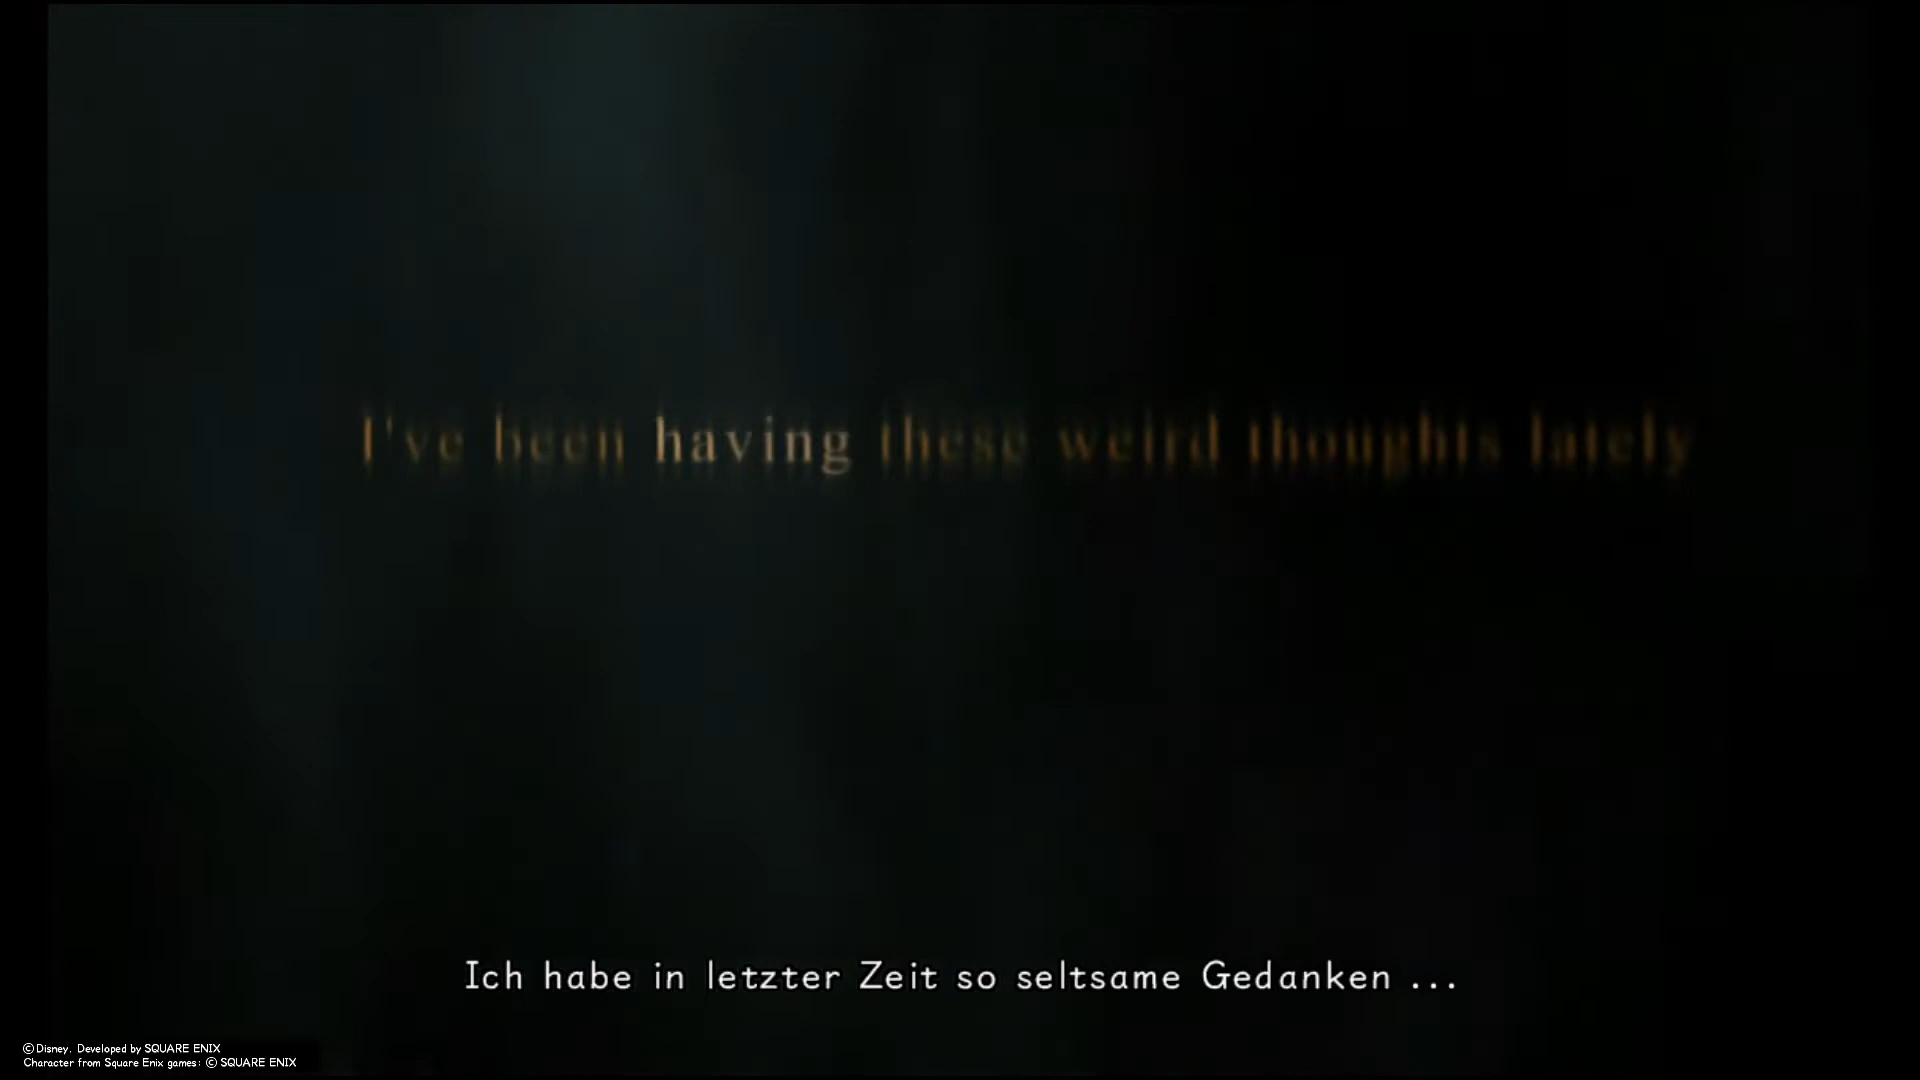 I've been having these weird thoughts lately
Ich habe in letzter Zeit so seltsame Gedanken ...
©Disney. Developed by SQUARE ENIX
Character from Square Enix games: © SQUARE ENIX